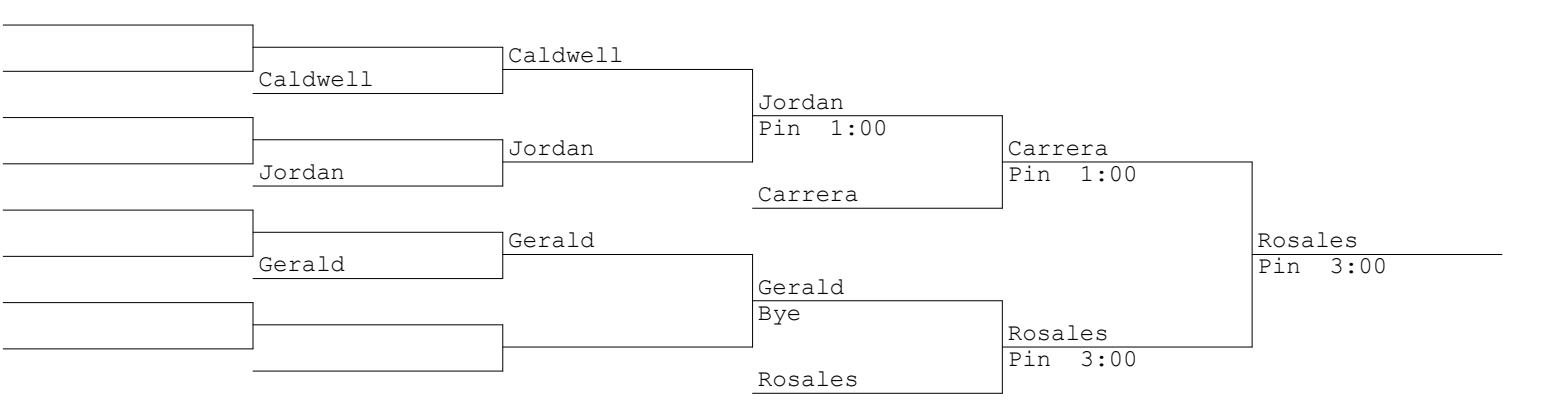 Caldwell
Caldwell
Jordan
Pin 1:00
Jordan
Carrera
Pin 1:00
Jordan
Carrera
Gerald
Rosales
Pin 3:00
Gerald
Gerald
Bye
Rosales
Pin 3:00
Rosales